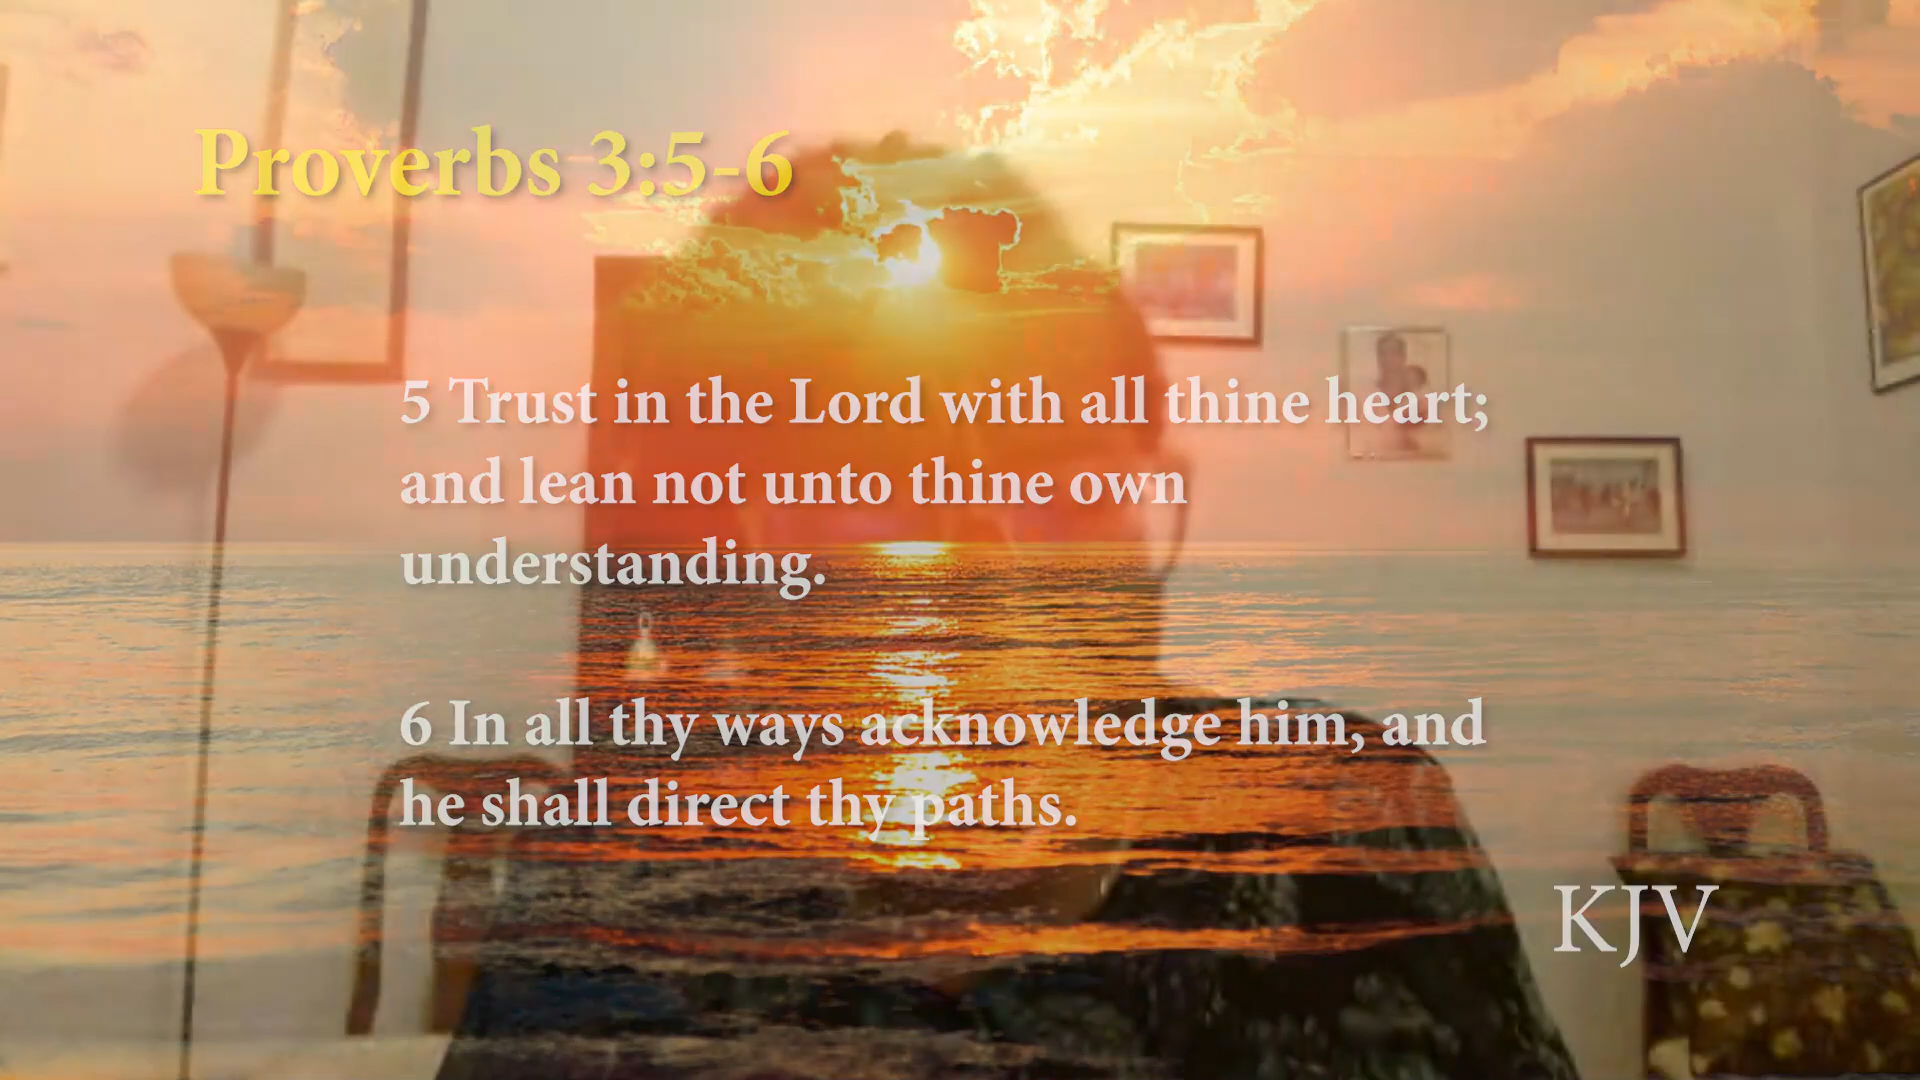 Proverbs 3:5-6
5 Trust in the Lord with all thine heart;
and lean not unto thine own
understanding.
6 In all thy ways acknowledge him, and
he shall direct thy paths.
KJV